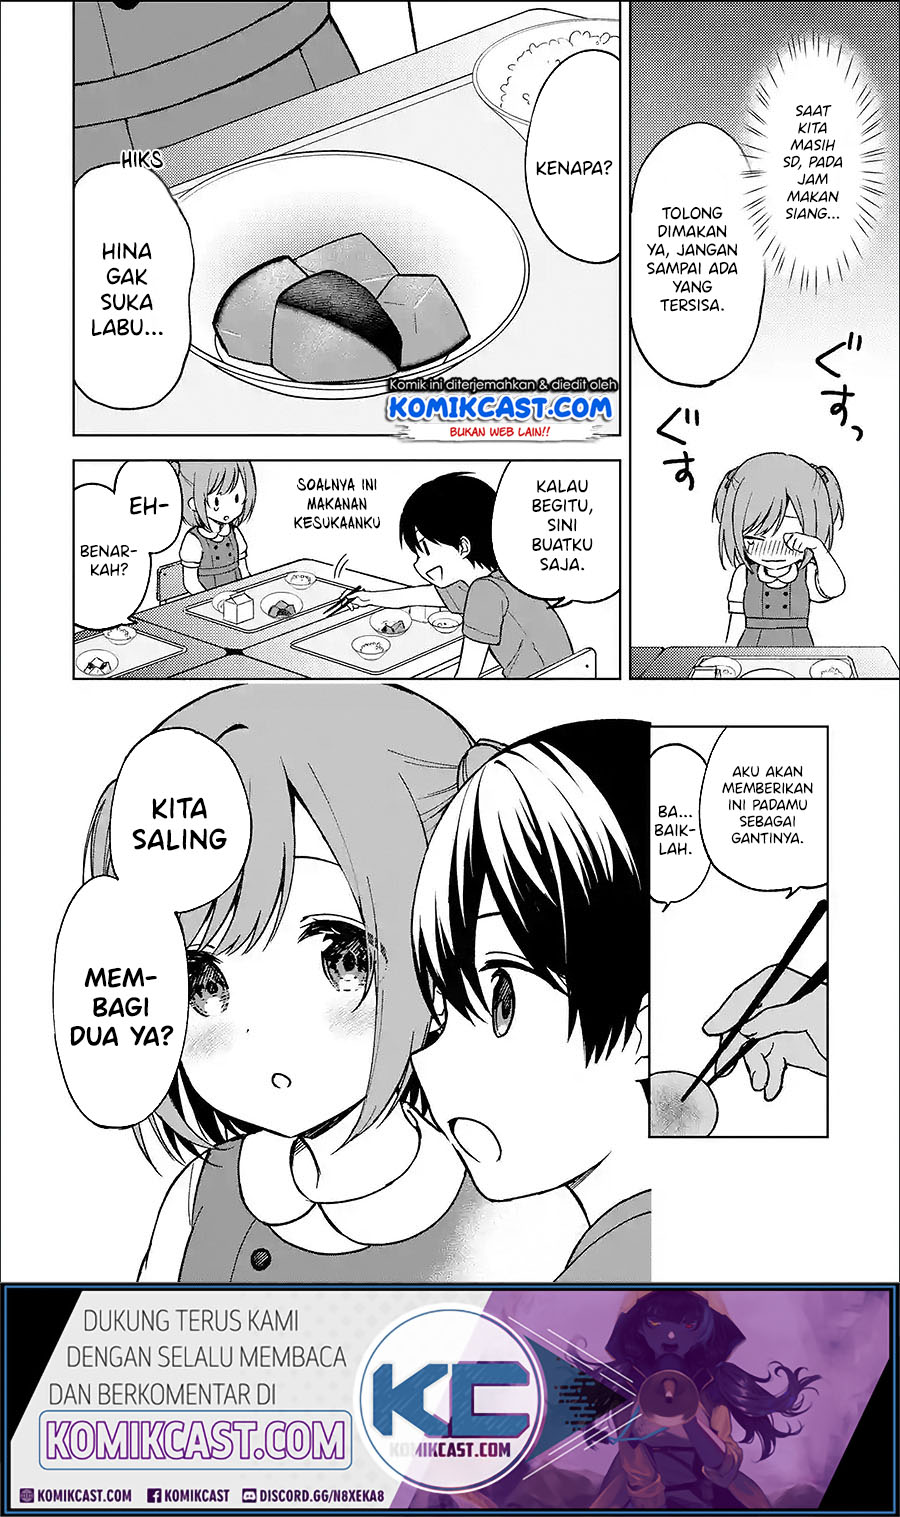 SAAT
KITA
MASIH
SD, PADA
JAM
MAKAN
SIANG...
TOLONG
DIMAKAN
YA, JANGAN
SAMPAI ADA
YANG
TERSISA.
ぐすっ
ぐす
KENAPA?
HIKS
HINA
GAK
SUKA
LABU...
Komik ini diterjemahkan & diedit oleh
KOMIKCAST.COM
BUKAN WEB LAIN!!
KALAU
BEGITU,
SINI
BUATKU
SAJA.
SOALNYA INI
MAKANAN
KESUKAANKU
EH-
BENAR-
KAH?
AKU AKAN
MEMBERIKAN
INI PADAMU
SEBAGAI
GANTINYA.
BA...
BAIK-
LAH.
KITA
SALING
MEM-
BAGI
DUA YA?
DUKUNG TERUS KAMI
DENGAN SELALU MEMBACA
DAN BERKOMENTAR DI
KOMIKCAST.COM
KC
KOMIKCAST.COM
KOMIKCAST.COM
KOMIKCAST
DISCORD.GG/N8XEKA8